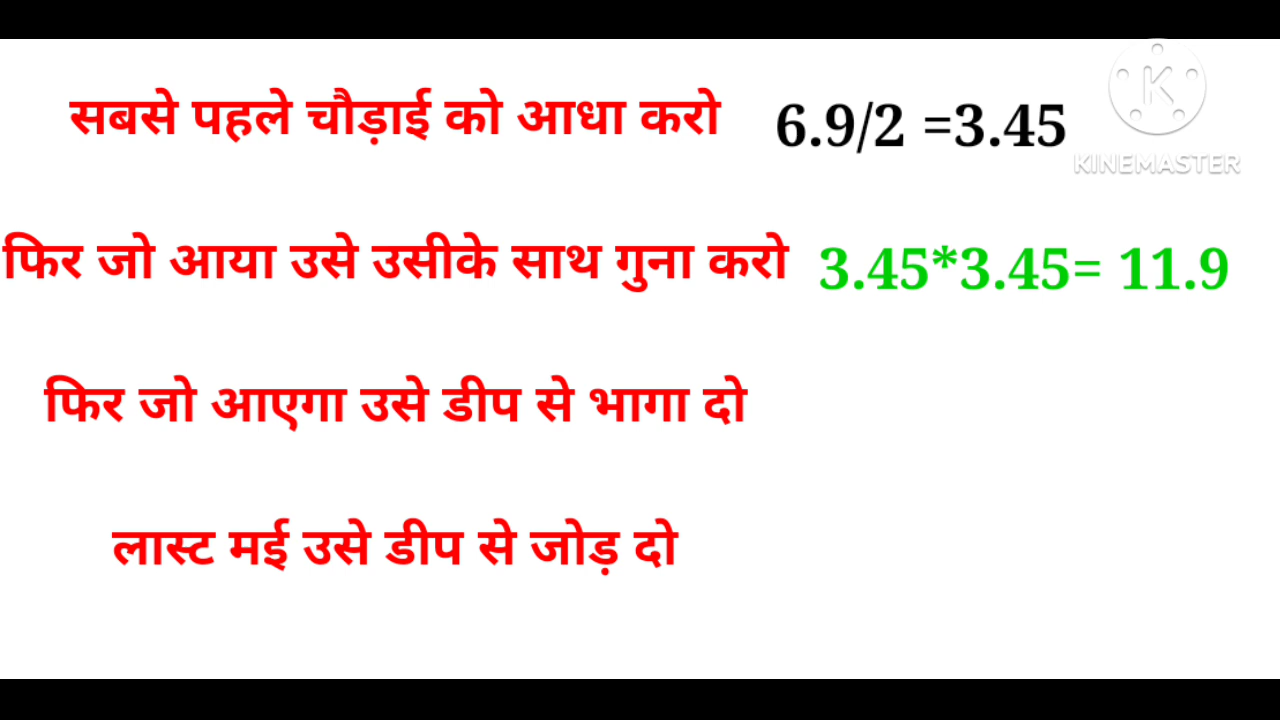 सबसे पहले चौड़ाई को आधा करो 6.9/2 =3.45
K
KINEMASTER
फिर जो आया उसे उसीके साथ गुना करो 3.45*3.45= 11.9
फिर जो आएगा उसे डीप से भागा दो
लास्ट मई उसे डीप से जोड़ दो